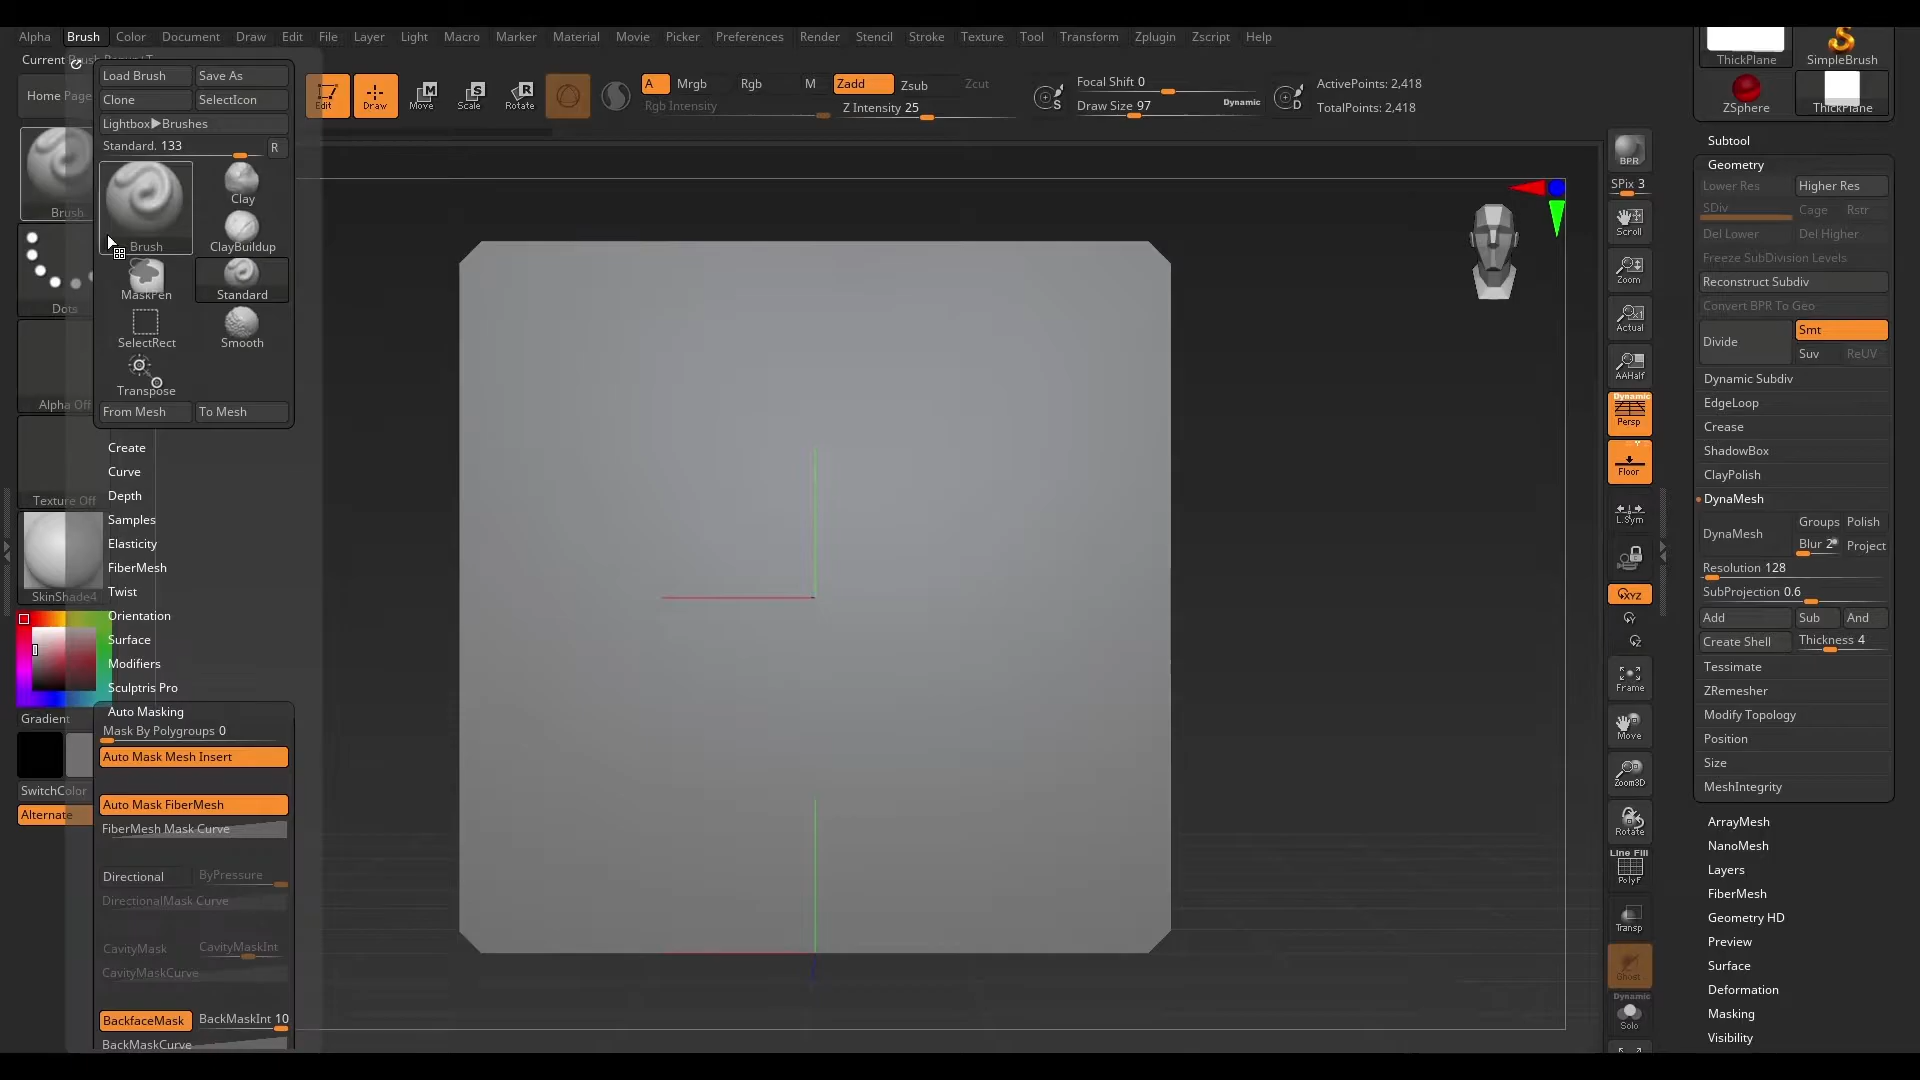 Alpha Brush Color Document Draw Edit File Layer Light Macro Marker Material Movie Picker Preferences Render Stencil Stroke Texture Tool Transform Zplugin Zscript Help
Home Page
Load Brush Save As
Clone SelectIcon
Lightbox▶Brushes
Standard. 133 R
Brush
Clay
ClayBuildup
MaskPen Standard
SelectRect Smooth
Transpose
From Mesh To Mesh
Create
Curve
Depth
Samples
Elasticity
FiberMesh
Twist
Orientation
Surface
Modifiers
Sculptris Pro
Auto Masking
Mask By Polygroups 0
Auto Mask Mesh Insert
Auto Mask FiberMesh
FiberMesh Mask Curve
Directional ByPressure
DirectionalMask Curve
CavityMask CavityMaskInt
CavityMaskCurve
BackfaceMask BackMaskInt 10
BackMaskCurve
Brush
Dots
Alpha Off
Texture Off
SkinShade4
Gradient
SwitchColor
Alternate
Edit Draw Move Scale Rotate
A Mrgb Rgb M Zadd Zsub Zcut
Rgb Intensity Z Intensity 25
S Focal Shift 0
Draw Size 97 Dynamic D
ActivePoints: 2,418
TotalPoints: 2,418
BPR
SPix 3
Scroll
Zoom
Actual
AAHalf
Dynamic
Persp
Floor
L.Sym
XYZ
Y
Z
Frame
Move
Zoom3D
Rotate
Line Fill
PolyF
Transp
Ghost
Dynamic
Solo
ThickPlane SimpleBrush
ZSphere ThickPlane
Subtool
Geometry
Lower Res Higher Res
SDiv Cage Rstr
Del Lower Del Higher
Freeze SubDivision Levels
Reconstruct Subdiv
Convert BPR To Geo
Divide Smt
Suv ReUV
Dynamic Subdiv
EdgeLoop
Crease
ShadowBox
ClayPolish
DynaMesh
DynaMesh Groups Polish
Blur 2 Project
Resolution 128
SubProjection 0.6
Add Sub And
Create Shell Thickness 4
Tessimate
ZRemesher
Modify Topology
Position
Size
MeshIntegrity
ArrayMesh
NanoMesh
Layers
FiberMesh
Geometry HD
Preview
Surface
Deformation
Masking
Visibility